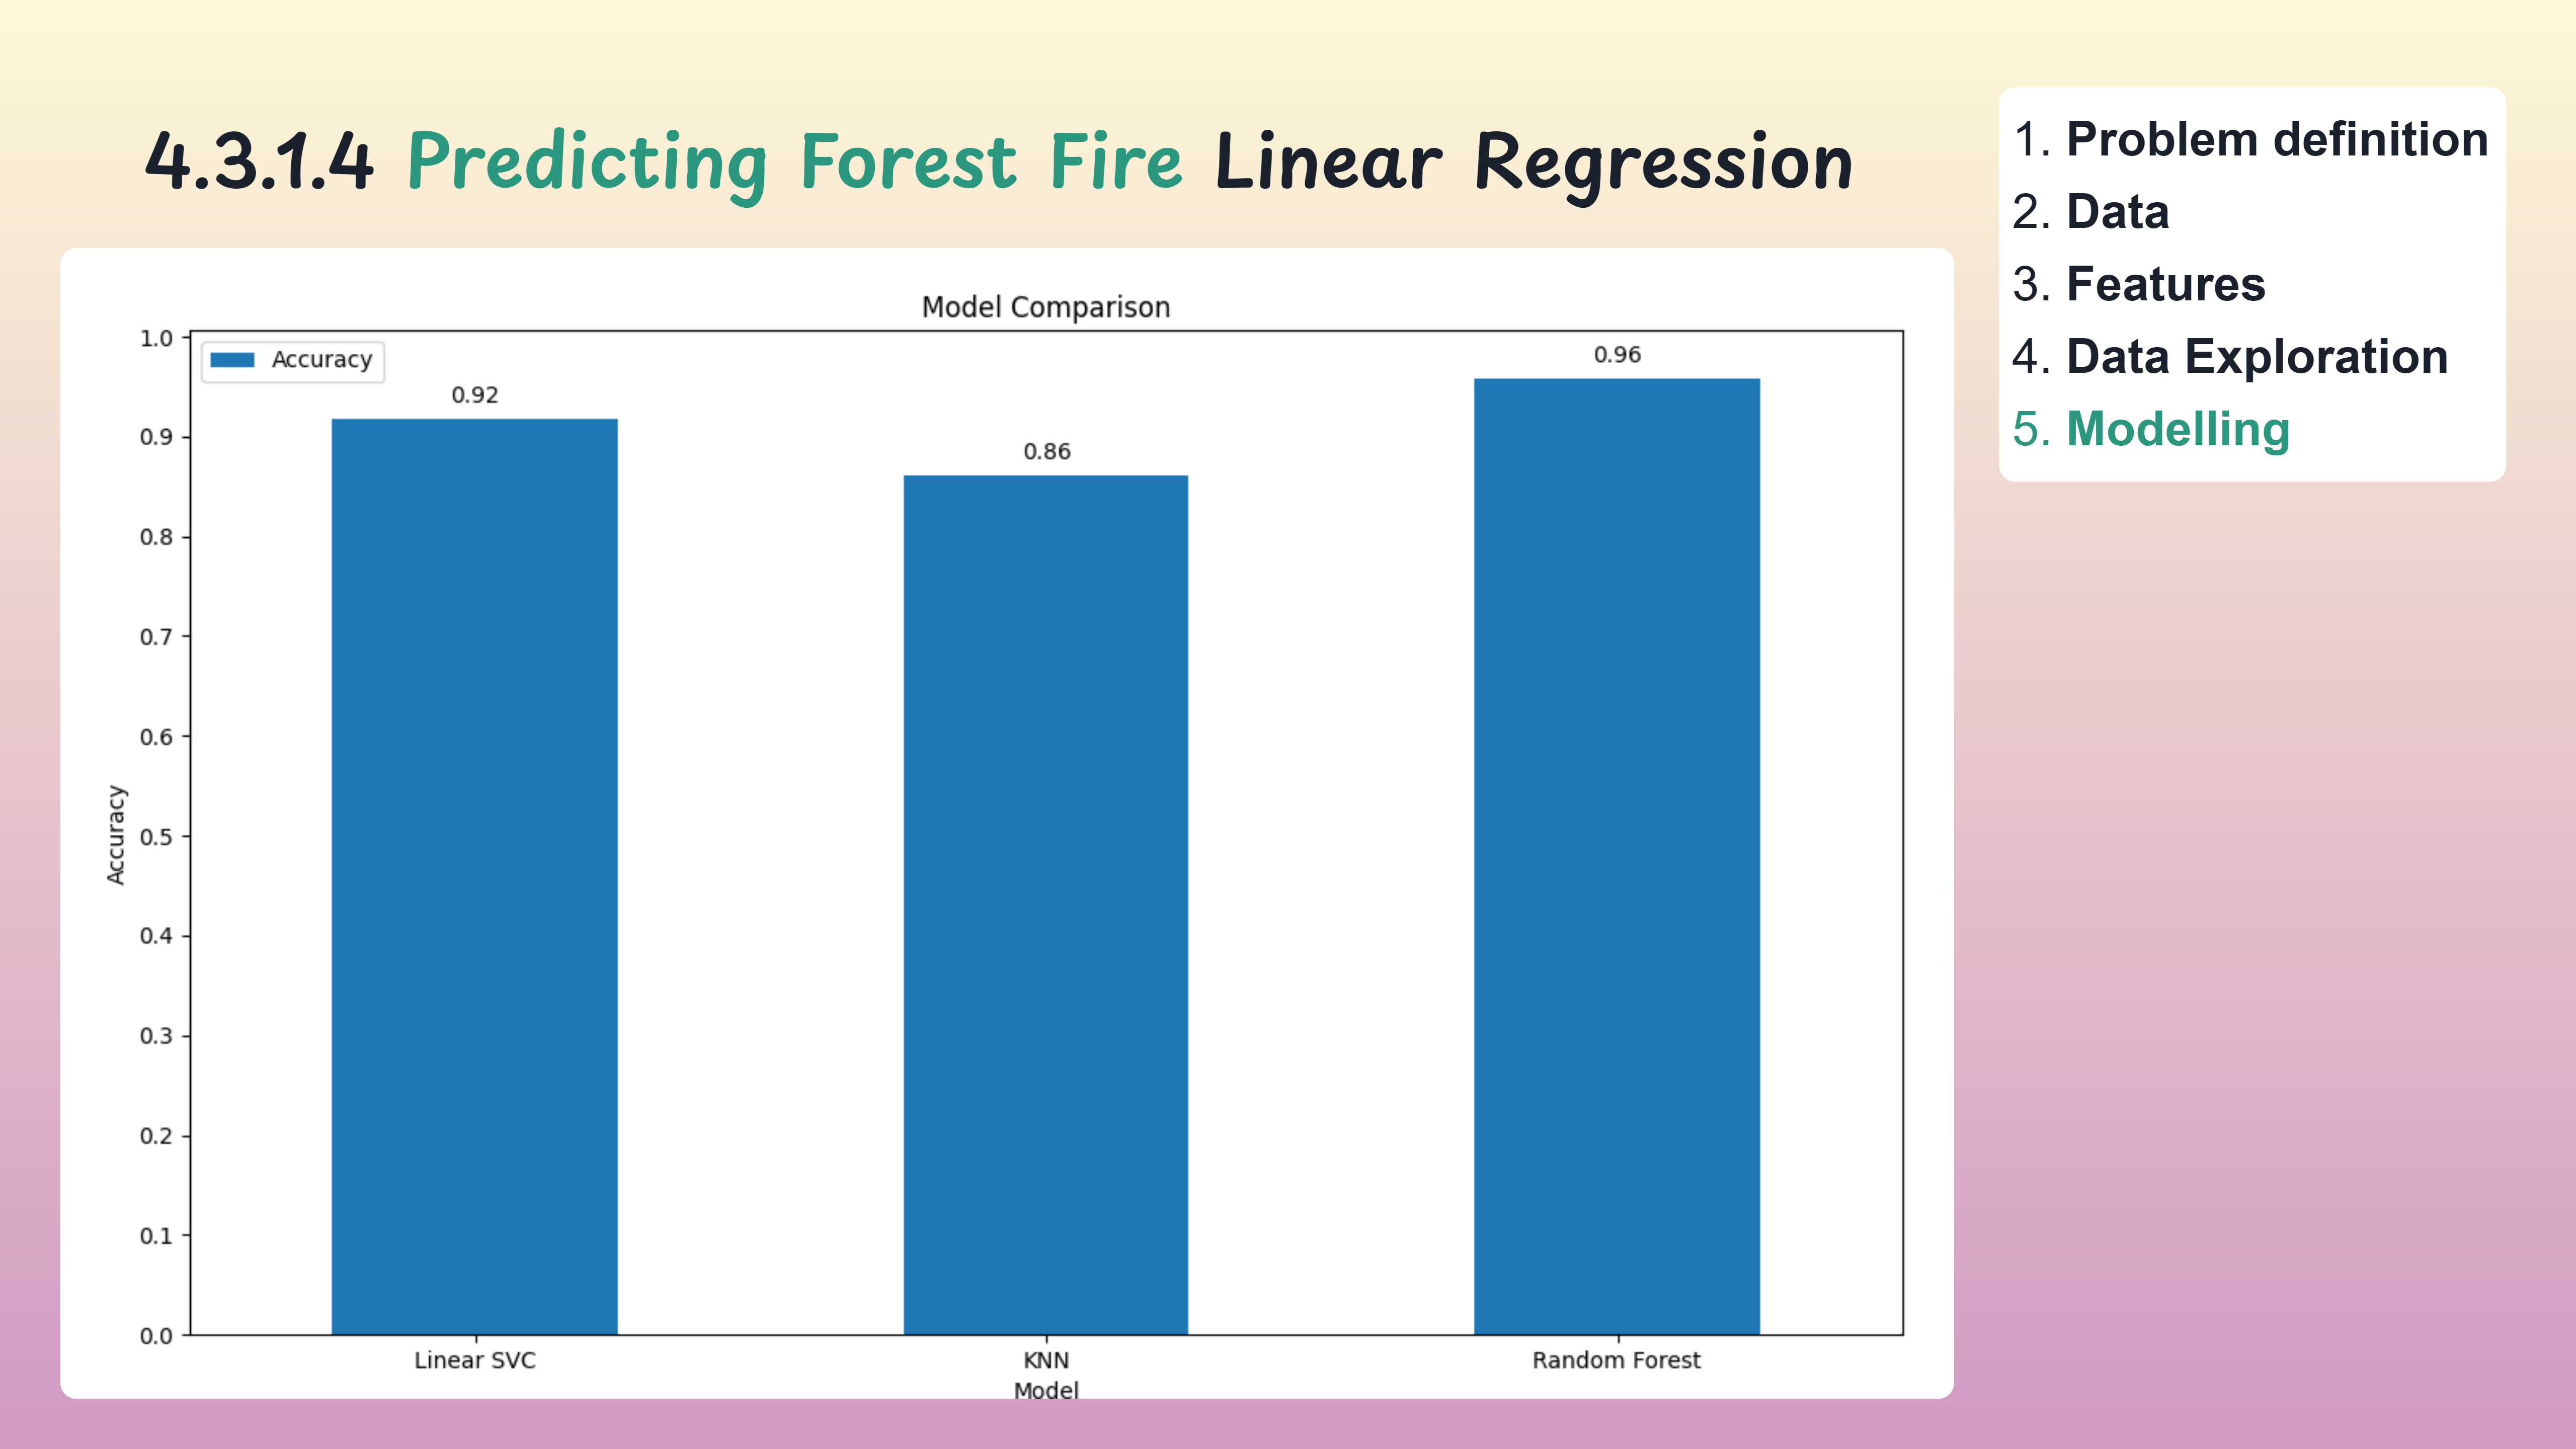 4.3.1.4 Predicting Forest Fire Linear Regression
1. Problem definition
2. Data
3. Features
4. Data Exploration
5. Modelling
Model Comparison
Accuracy
1.0
0.9
0.8
0.7
0.6
0.5
0.4
0.3
0.2
0.1
0.0
Accuracy
0.92
0.86
0.96
Linear SVC
KNN
Random Forest
Model